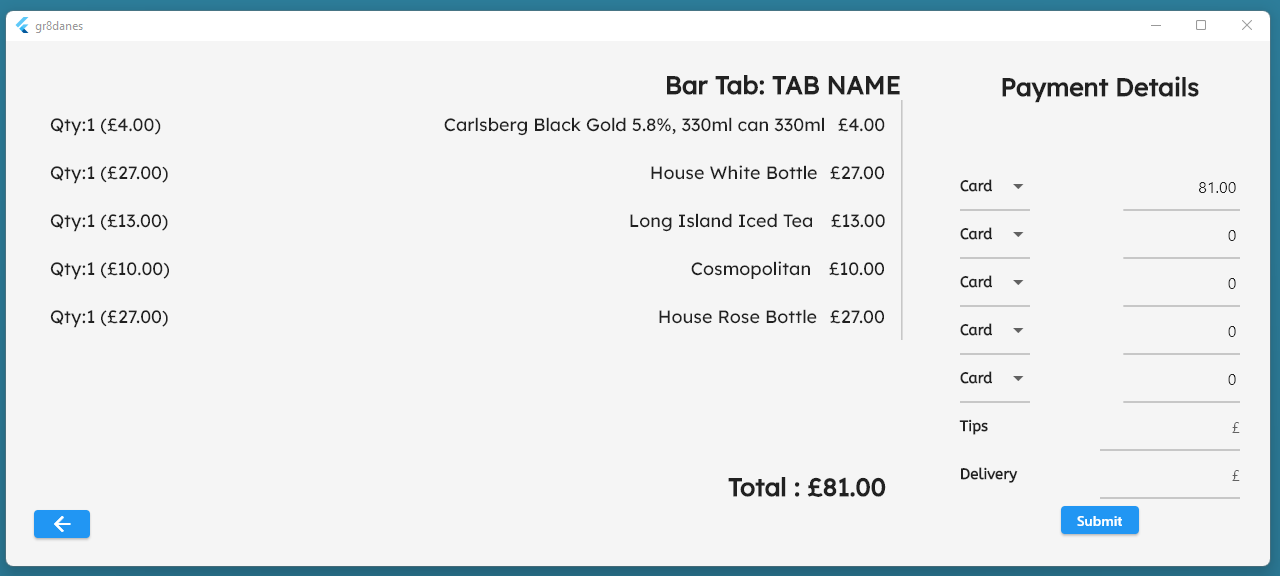 gr8danes
Bar Tab: TAB NAME
Qty:1 (£4.00) Carlsberg Black Gold 5.8%, 330ml can 330ml £4.00
Qty:1 (£27.00) House White Bottle £27.00
Qty:1 (£13.00) Long Island Iced Tea £13.00
Qty:1 (£10.00) Cosmopolitan £10.00
Qty:1 (£27.00) House Rose Bottle £27.00
Total : £81.00
Payment Details
Card 81.00
Card 0
Card 0
Card 0
Card 0
Tips £
Delivery £
Submit